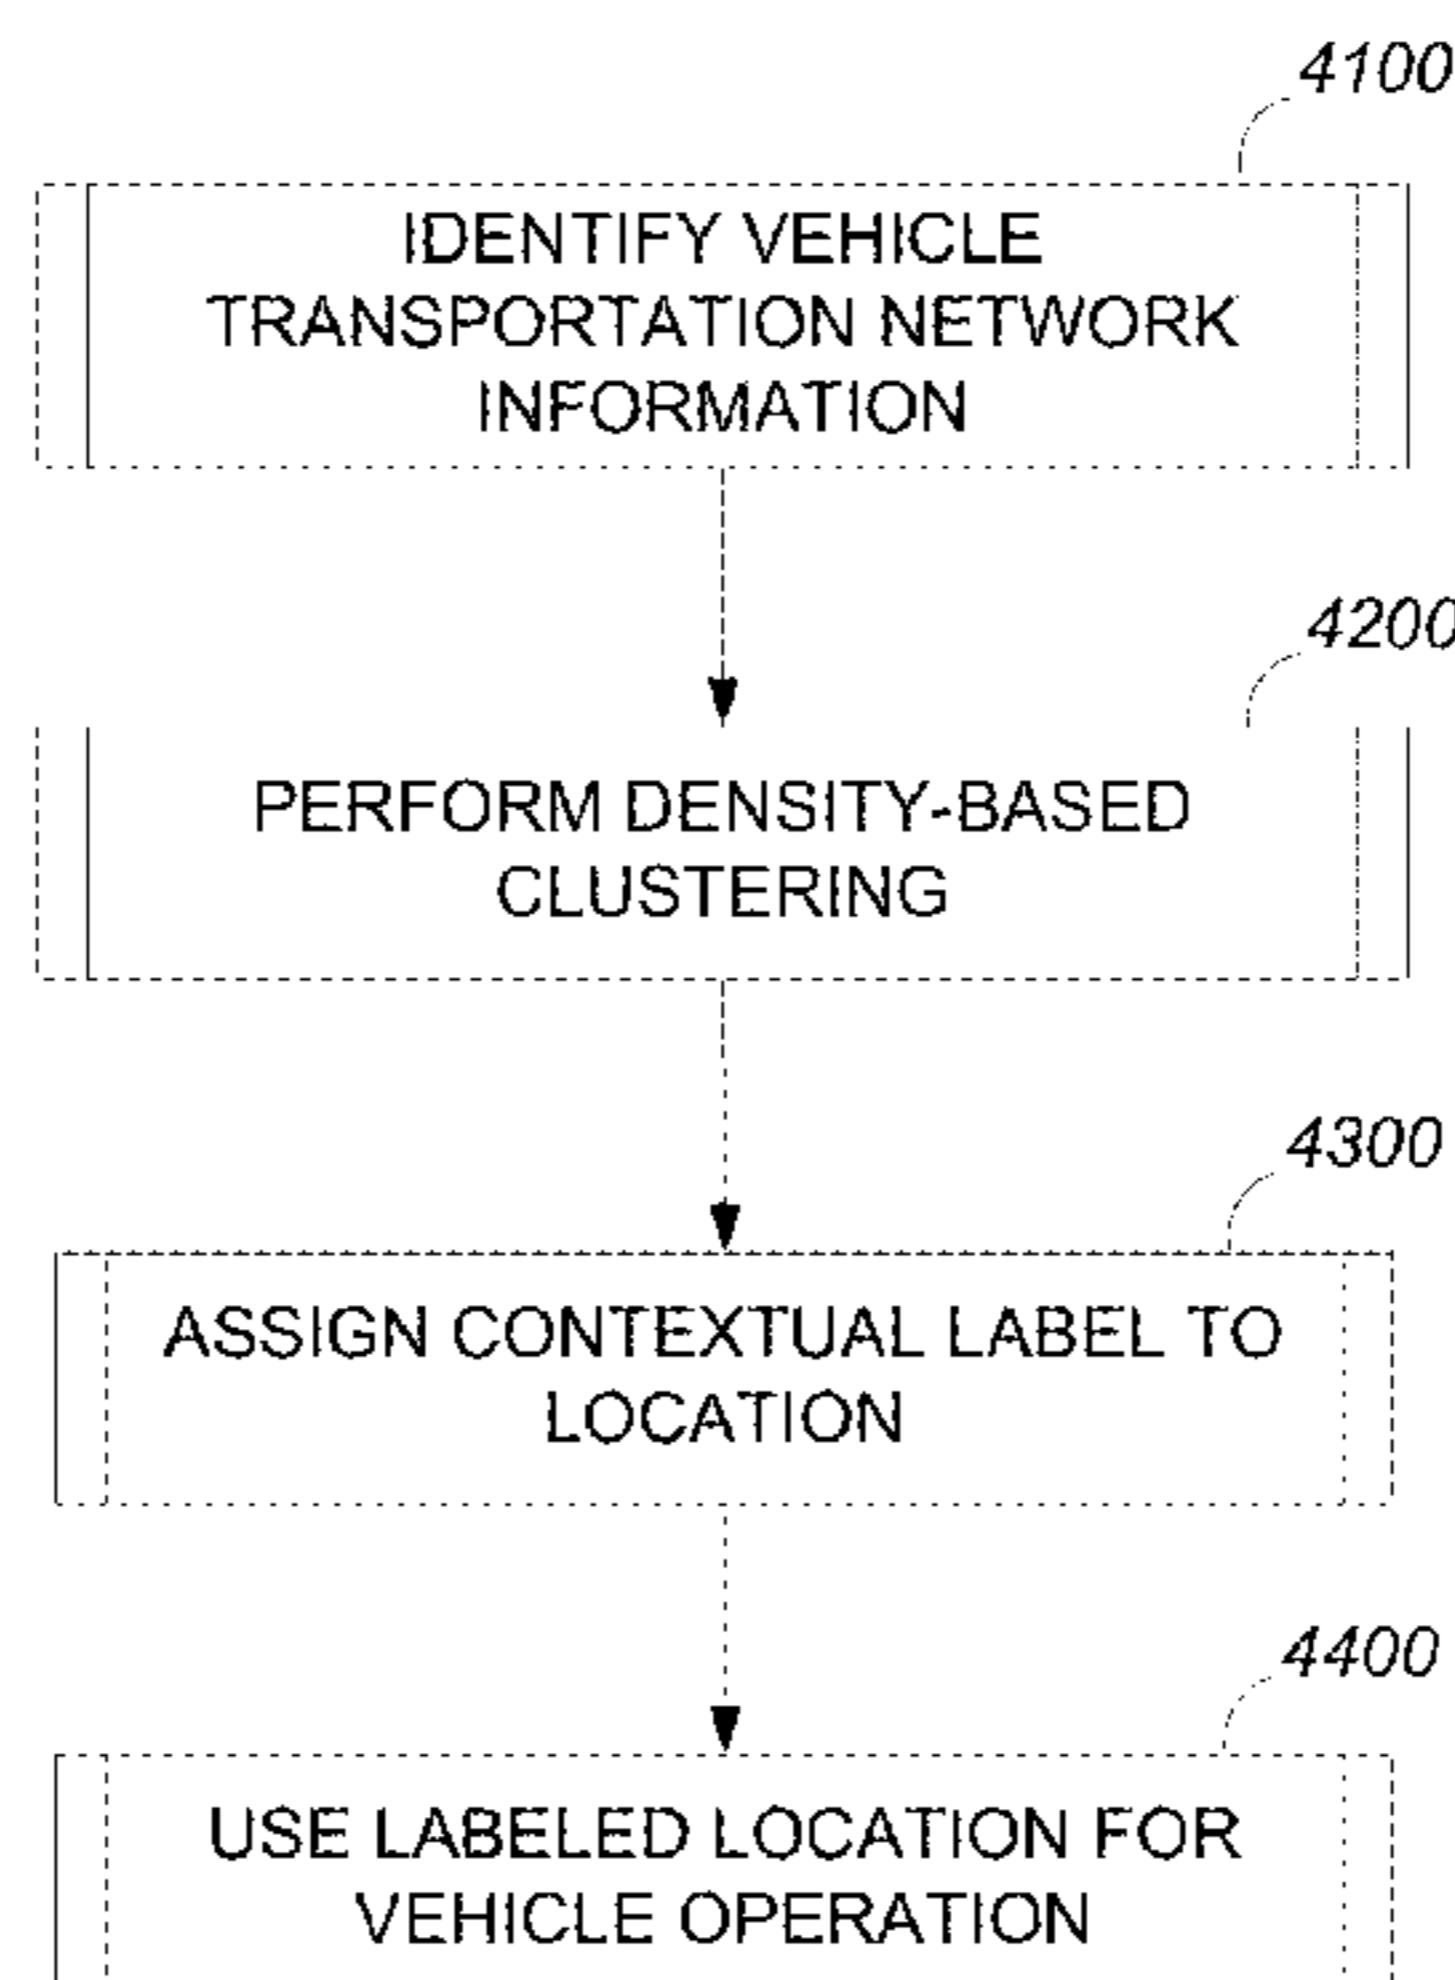 4100
IDENTIFY VEHICLE
TRANSPORTATION NETWORK
INFORMATION
4200
PERFORM DENSITY-BASED
CLUSTERING
4300
ASSIGN CONTEXTUAL LABEL TO
LOCATION
4400
USE LABELED LOCATION FOR
VEHICLE OPERATION